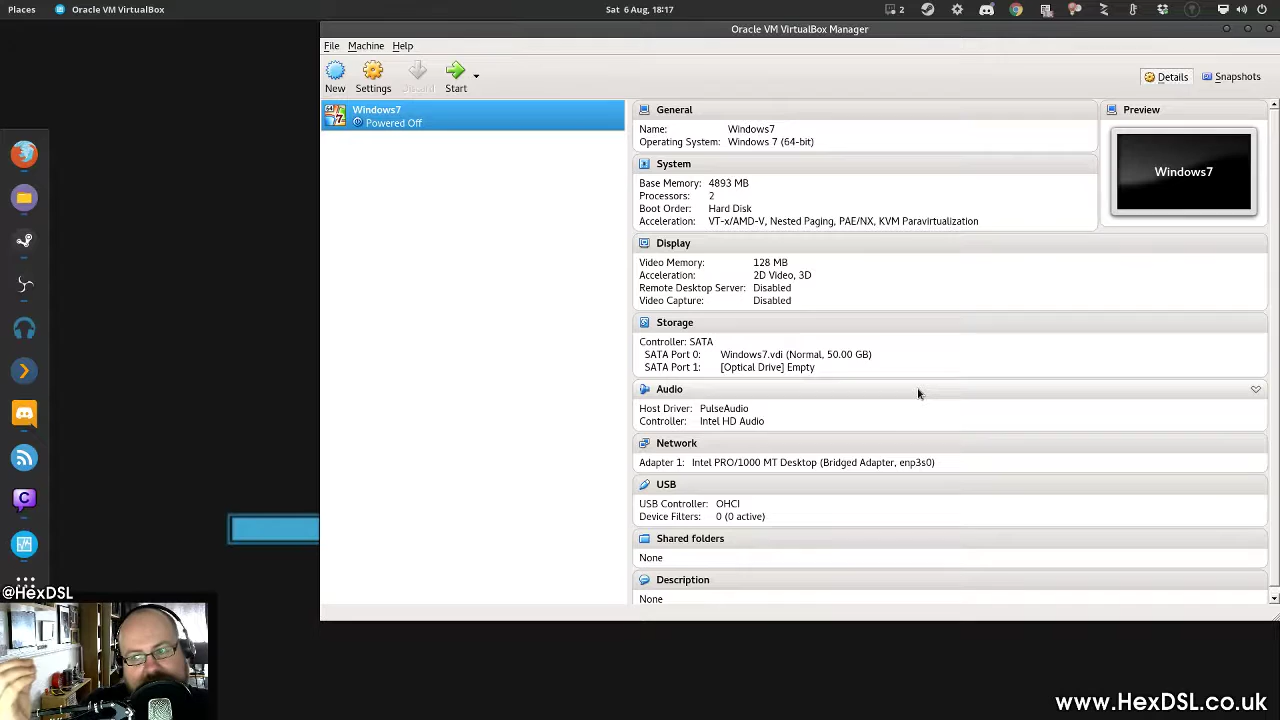 Places
Oracle VM VirtualBox
Sat 6 Aug, 18:17
2
Oracle VM VirtualBox Manager
File Machine Help
New
Settings
Discard
Start
Details
Snapshots
Windows7
Powered Off
General
Name: Windows7
Operating System: Windows 7 (64-bit)
Preview
Windows7
System
Base Memory: 4893 MB
Processors: 2
Boot Order: Hard Disk
Acceleration: VT-x/AMD-V, Nested Paging, PAE/NX, KVM Paravirtualization
Display
Video Memory: 128 MB
Acceleration: 2D Video, 3D
Remote Desktop Server: Disabled
Video Capture: Disabled
Storage
Controller: SATA
SATA Port 0: Windows7.vdi (Normal, 50.00 GB)
SATA Port 1: [Optical Drive] Empty
Audio
Host Driver: PulseAudio
Controller: Intel HD Audio
Network
Adapter 1: Intel PRO/1000 MT Desktop (Bridged Adapter, enp3s0)
USB
USB Controller: OHCI
Device Filters: 0 (0 active)
Shared folders
None
Description
None
@HexDSL
www.HexDSL.co.uk